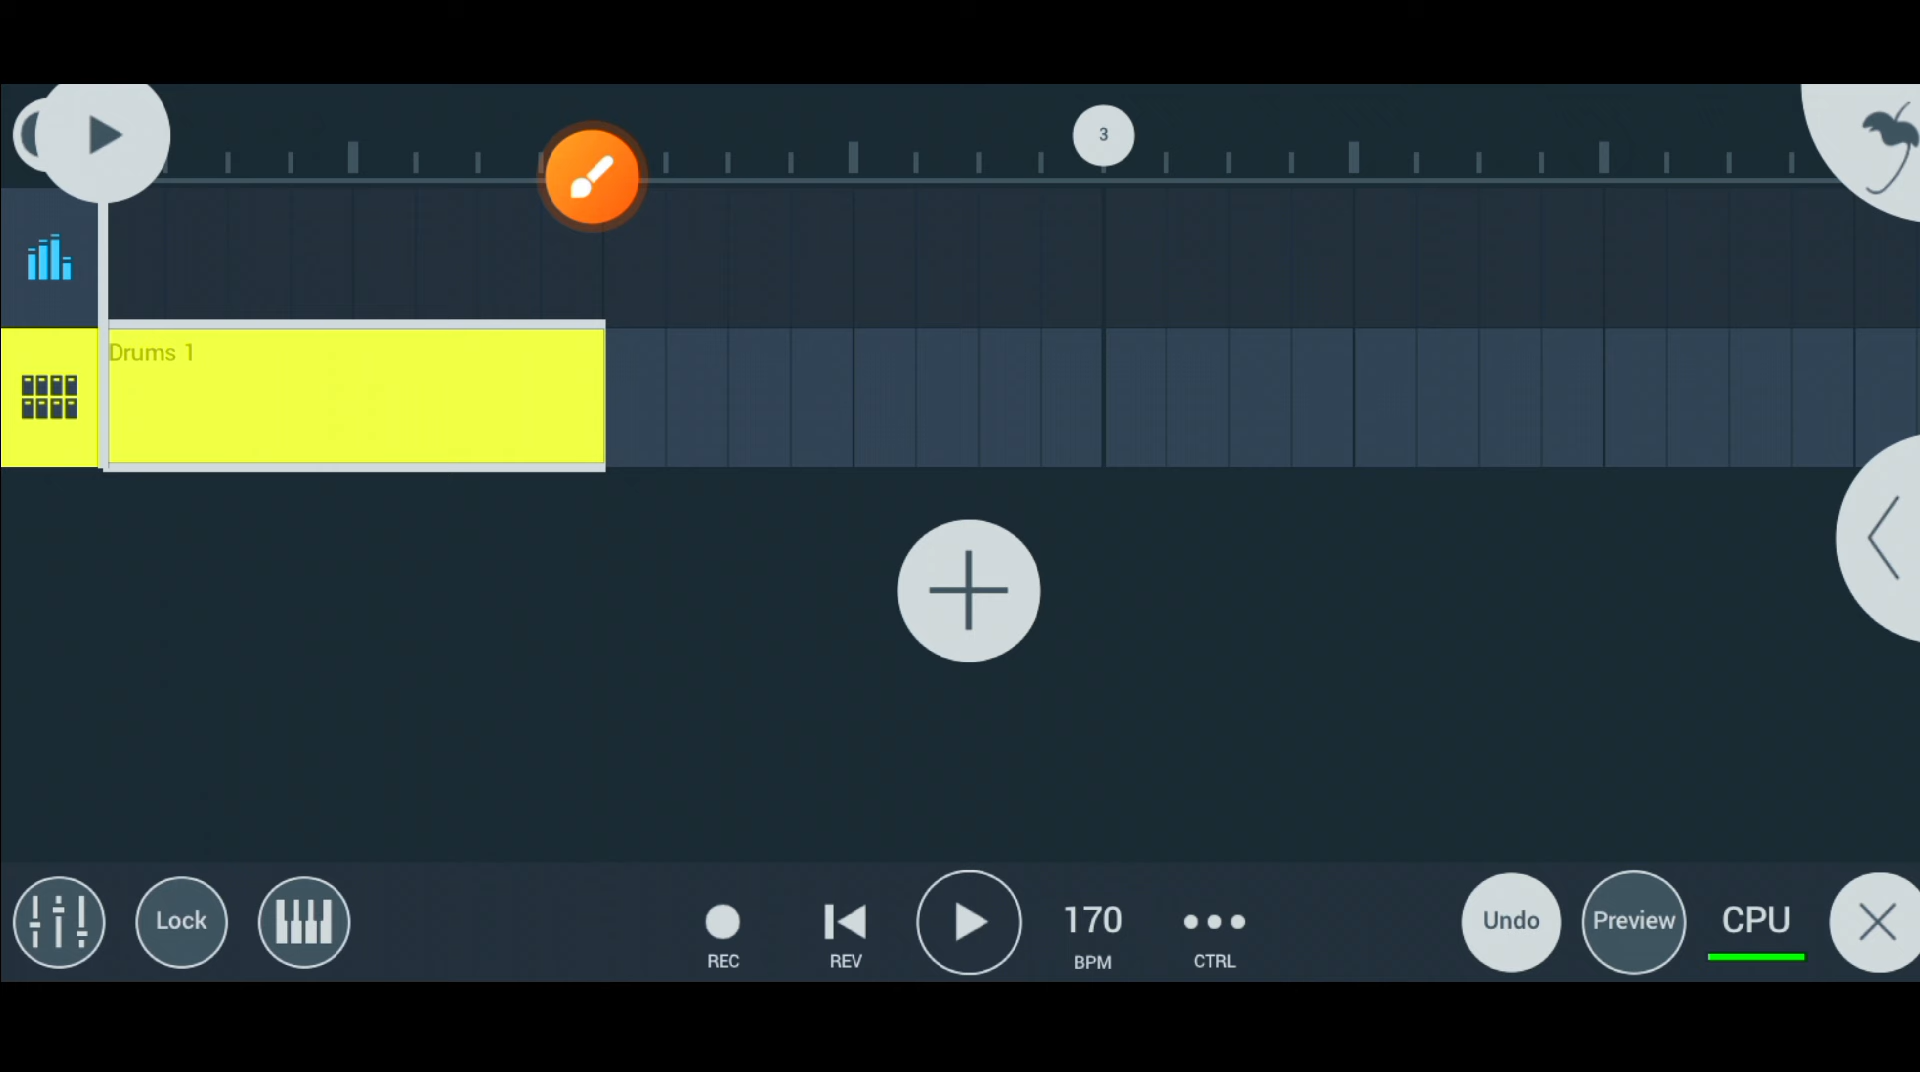 3
Drums 1
Lock
REC
REV
170
BPM
CTRL
Undo
Preview
CPU